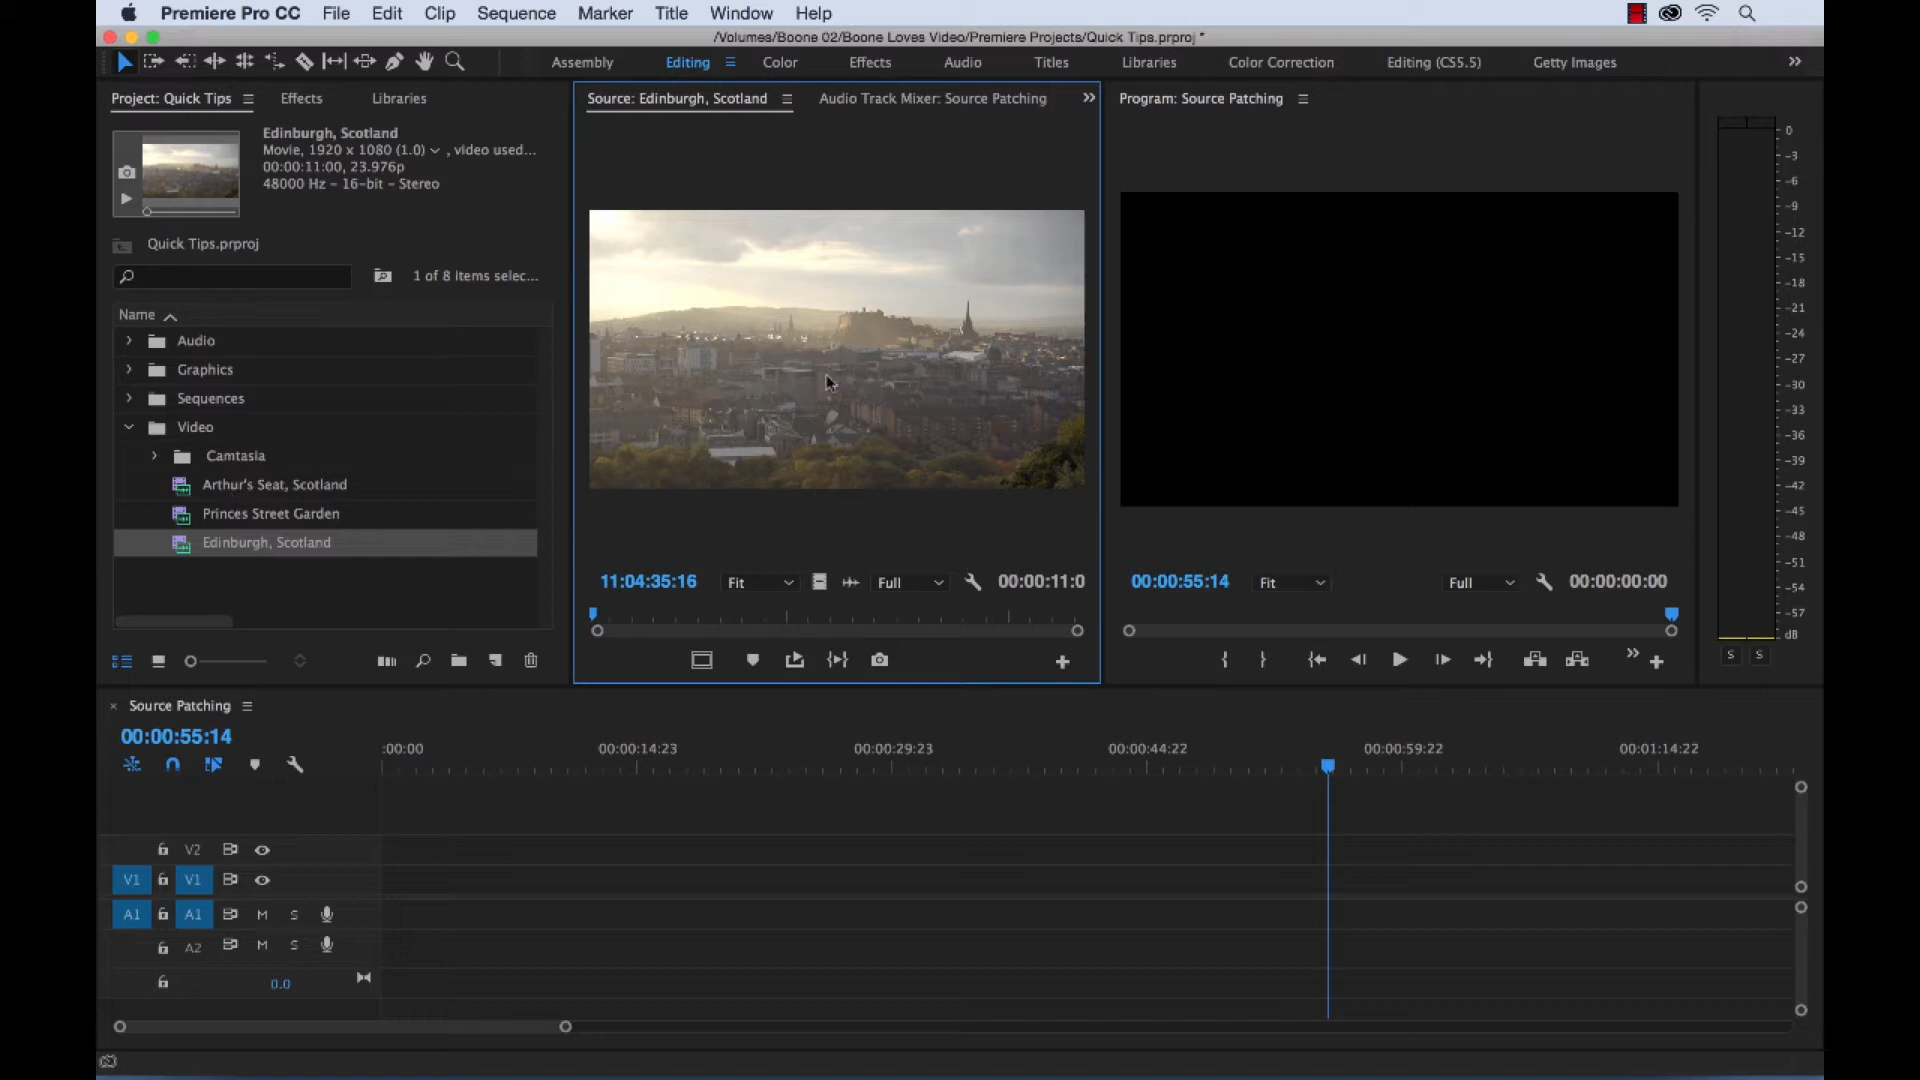 Premiere Pro CC File Edit Clip Sequence Marker Title Window Help
/Volumes/Boone 02/Boone Loves Video/Premiere Projects/Quick Tips.prproj *
Assembly Editing Color Effects Audio Titles Libraries Color Correction Editing (CS5.5) Getty Images
Project: Quick Tips Effects Libraries
Edinburgh, Scotland
Movie, 1920 x 1080 (1.0) , video used...
00:00:11:00, 23.976p
48000 Hz - 16-bit - Stereo
Quick Tips.prproj
1 of 8 items selec...
Name
Audio
Graphics
Sequences
Video
Camtasia
Arthur's Seat, Scotland
Princes Street Garden
Edinburgh, Scotland
Source: Edinburgh, Scotland Audio Track Mixer: Source Patching
11:04:35:16 Fit Full 00:00:11:0
Program: Source Patching
00:00:55:14 Fit Full 00:00:00:00
0
-3
-6
-9
-12
-15
-18
-21
-24
-27
-30
-33
-36
-39
-42
-45
-48
-51
-54
-57
dB
S S
Source Patching
00:00:55:14
:00:00 00:00:14:23 00:00:29:23 00:00:44:22 00:00:59:22 00:01:14:22
V2
V1 V1
A1 A1 M S
A2 M S
0.0